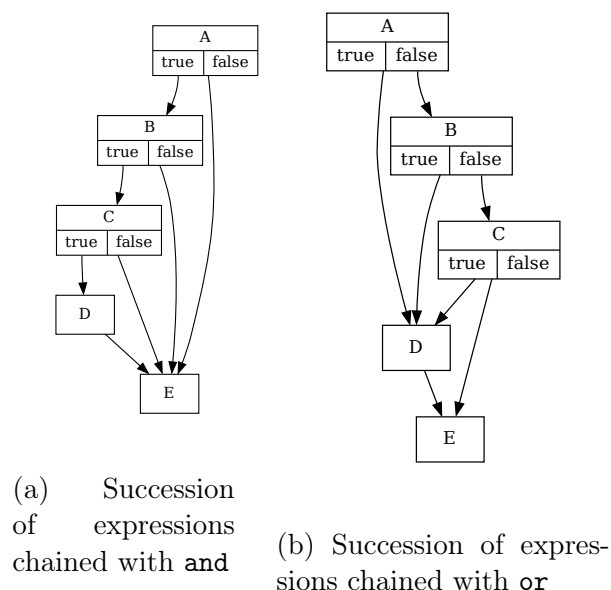 A
true false
B
true false
C
true false
D
E
(a) Succession
of expressions
chained with and
A
true false
B
true false
C
true false
D
E
(b) Succession of expres-
sions chained with or